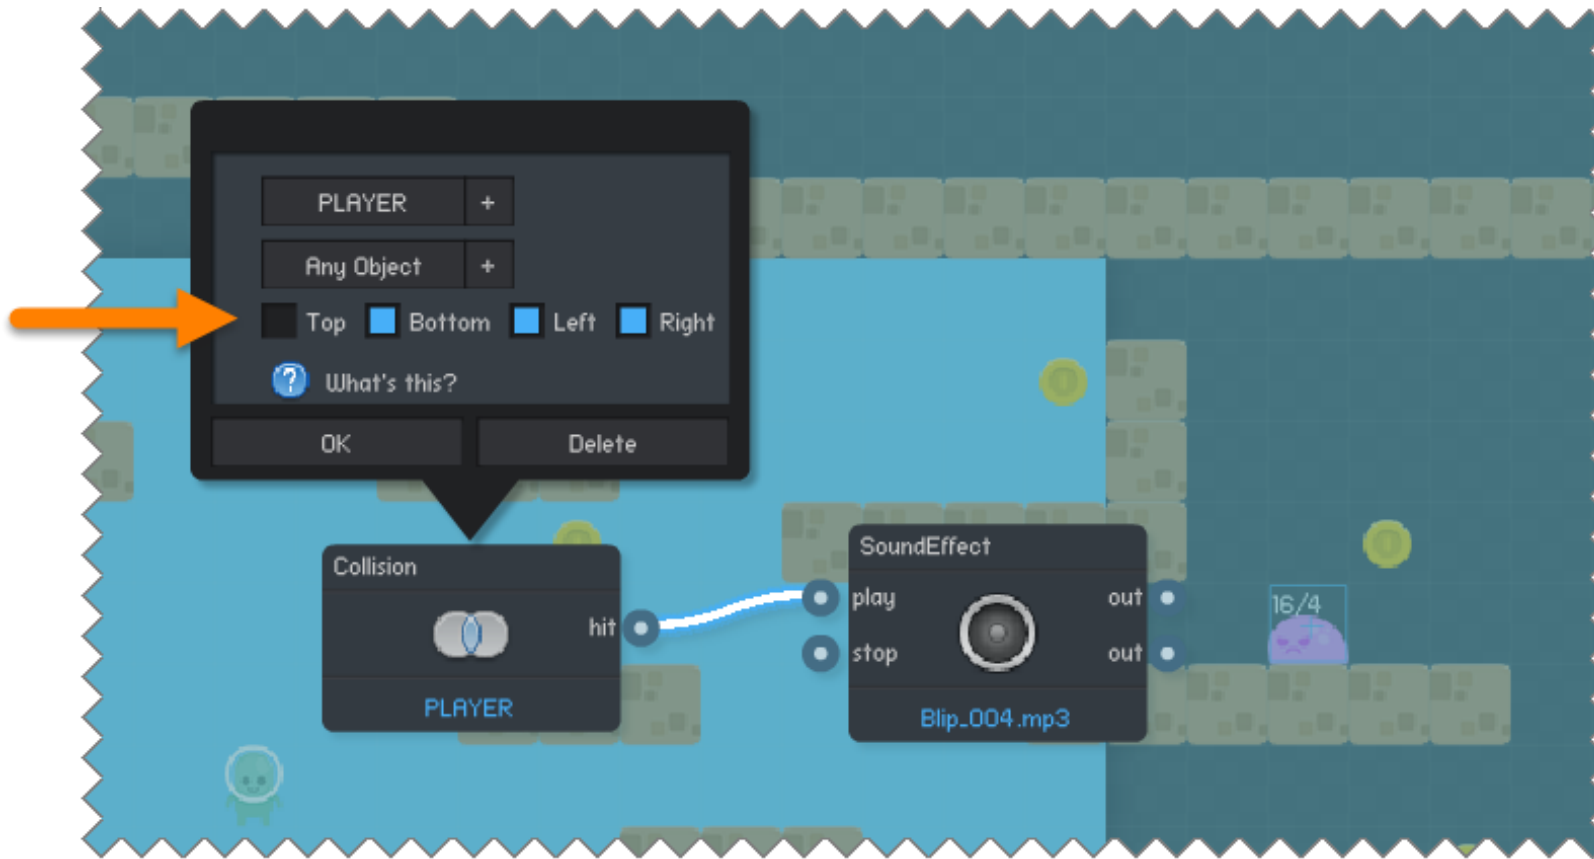 PLAYER +
Any Object +
Top Bottom Left Right
? What's this?
OK Delete
Collision
hit
PLAYER
SoundEffect
play out
stop out
Blip_004.mp3
16/4